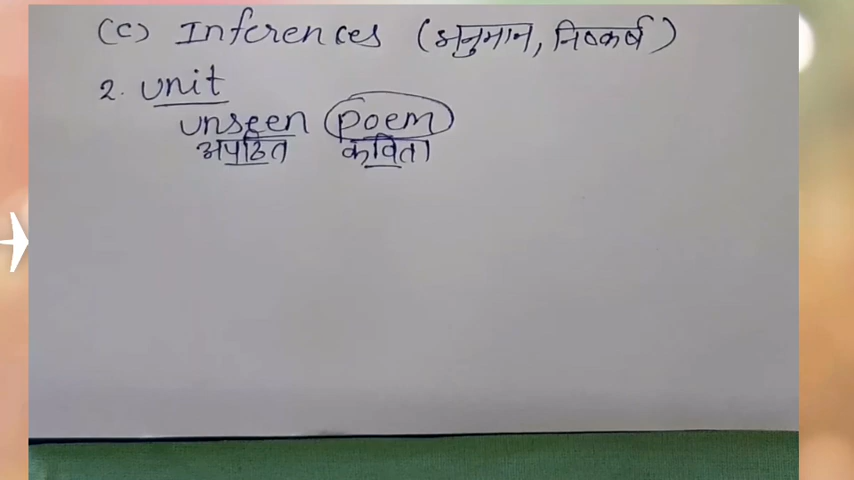 (C) Inferences (अनुमान, निष्कर्ष)
2. unit
unseen poem
अपठित कविता